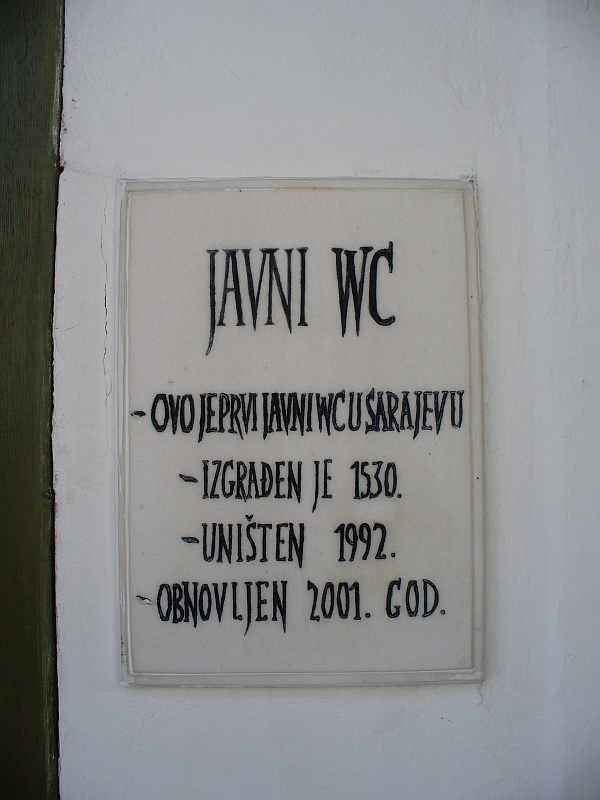 JAVNI WC
- OVO JE PRVI JAVNI WC U SARAJEVU
- IZGRAĐEN JE 1530.
- UNIŠTEN 1992.
- OBNOVLJEN 2001. GOD.